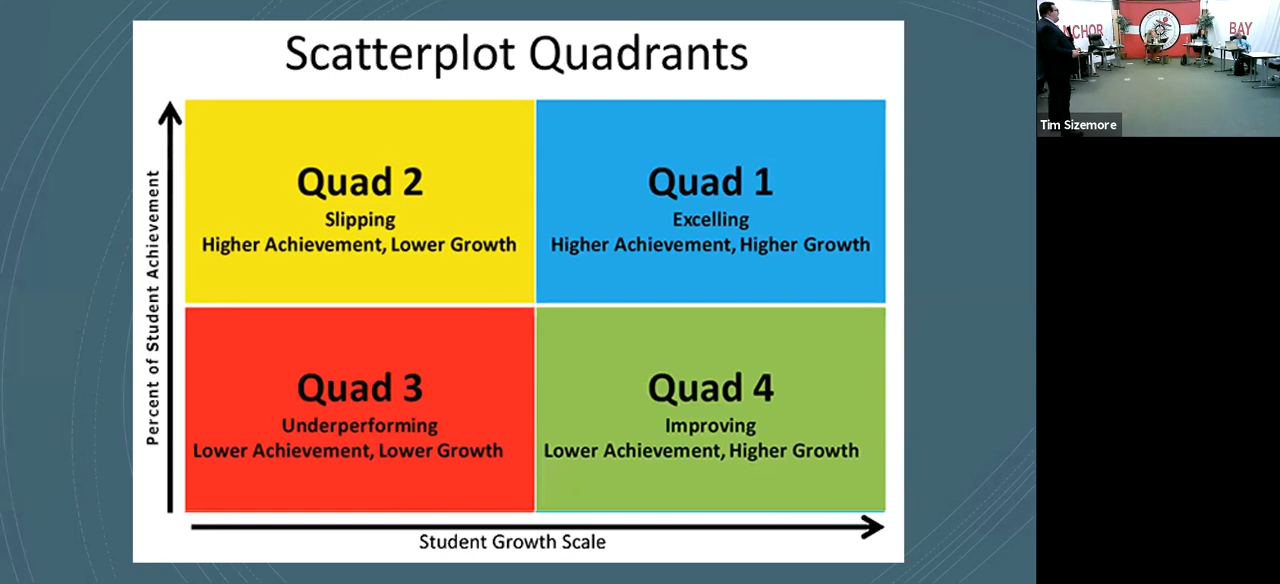 Scatterplot Quadrants
Percent of Student Achievement
Quad 2
Slipping
Higher Achievement, Lower Growth
Quad 1
Excelling
Higher Achievement, Higher Growth
Quad 3
Underperforming
Lower Achievement, Lower Growth
Quad 4
Improving
Lower Achievement, Higher Growth
Student Growth Scale
BAY
Tim Sizemore